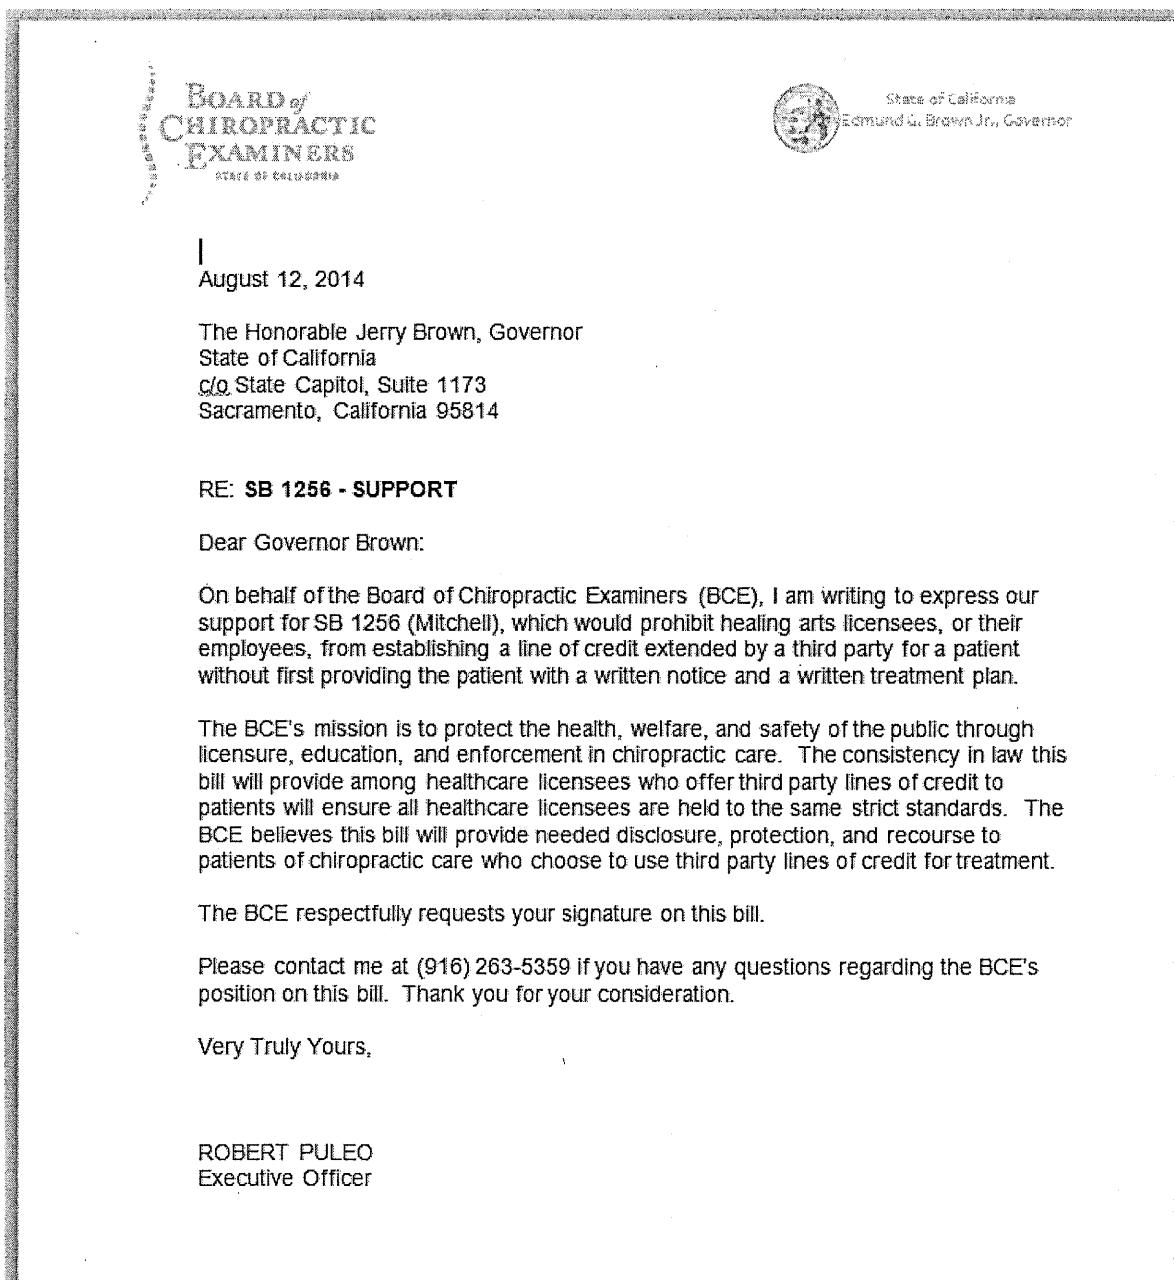 BOARD of
CHIROPRACTIC
EXAMINERS
STATE OF CALIFORNIA
State of California
Edmund G. Brown Jr., Governor
August 12, 2014
The Honorable Jerry Brown, Governor
State of California
c/o State Capitol, Suite 1173
Sacramento, California 95814
RE: SB 1256 - SUPPORT
Dear Governor Brown:
On behalf of the Board of Chiropractic Examiners (BCE), I am writing to express our
support for SB 1256 (Mitchell), which would prohibit healing arts licensees, or their
employees, from establishing a line of credit extended by a third party for a patient
without first providing the patient with a written notice and a written treatment plan.
The BCE's mission is to protect the health, welfare, and safety of the public through
licensure, education, and enforcement in chiropractic care. The consistency in law this
bill will provide among healthcare licensees who offer third party lines of credit to
patients will ensure all healthcare licensees are held to the same strict standards. The
BCE believes this bill will provide needed disclosure, protection, and recourse to
patients of chiropractic care who choose to use third party lines of credit for treatment.
The BCE respectfully requests your signature on this bill.
Please contact me at (916) 263-5359 if you have any questions regarding the BCE's
position on this bill. Thank you for your consideration.
Very Truly Yours,
ROBERT PULEO
Executive Officer